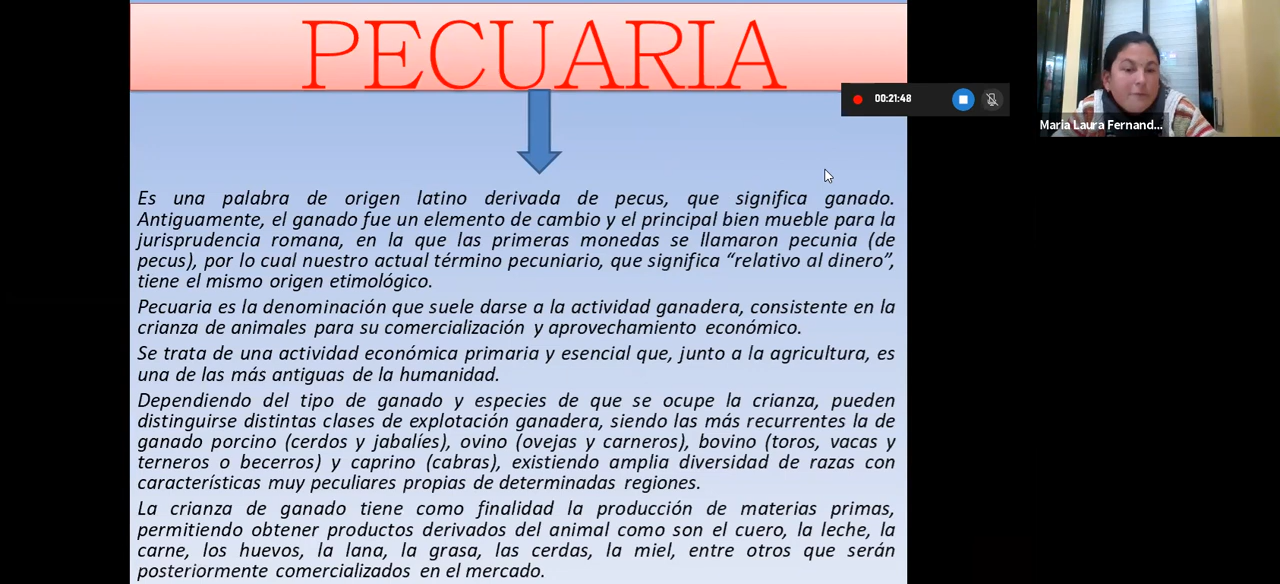 PECUARIA
00:21:48
Maria Laura Fernand...
Es una palabra de origen latino derivada de pecus, que significa ganado.
Antiguamente, el ganado fue un elemento de cambio y el principal bien mueble para la
jurisprudencia romana, en la que las primeras monedas se llamaron pecunia (de
pecus), por lo cual nuestro actual término pecuniario, que significa “relativo al dinero”,
tiene el mismo origen etimológico.
Pecuaria es la denominación que suele darse a la actividad ganadera, consistente en la
crianza de animales para su comercialización y aprovechamiento económico.
Se trata de una actividad económica primaria y esencial que, junto a la agricultura, es
una de las más antiguas de la humanidad.
Dependiendo del tipo de ganado y especies de que se ocupe la crianza, pueden
distinguirse distintas clases de explotación ganadera, siendo las más recurrentes la de
ganado porcino (cerdos y jabalíes), ovino (ovejas y carneros), bovino (toros, vacas y
terneros o becerros) y caprino (cabras), existiendo amplia diversidad de razas con
características muy peculiares propias de determinadas regiones.
La crianza de ganado tiene como finalidad la producción de materias primas,
permitiendo obtener productos derivados del animal como son el cuero, la leche, la
carne, los huevos, la lana, la grasa, las cerdas, la miel, entre otros que serán
posteriormente comercializados en el mercado.